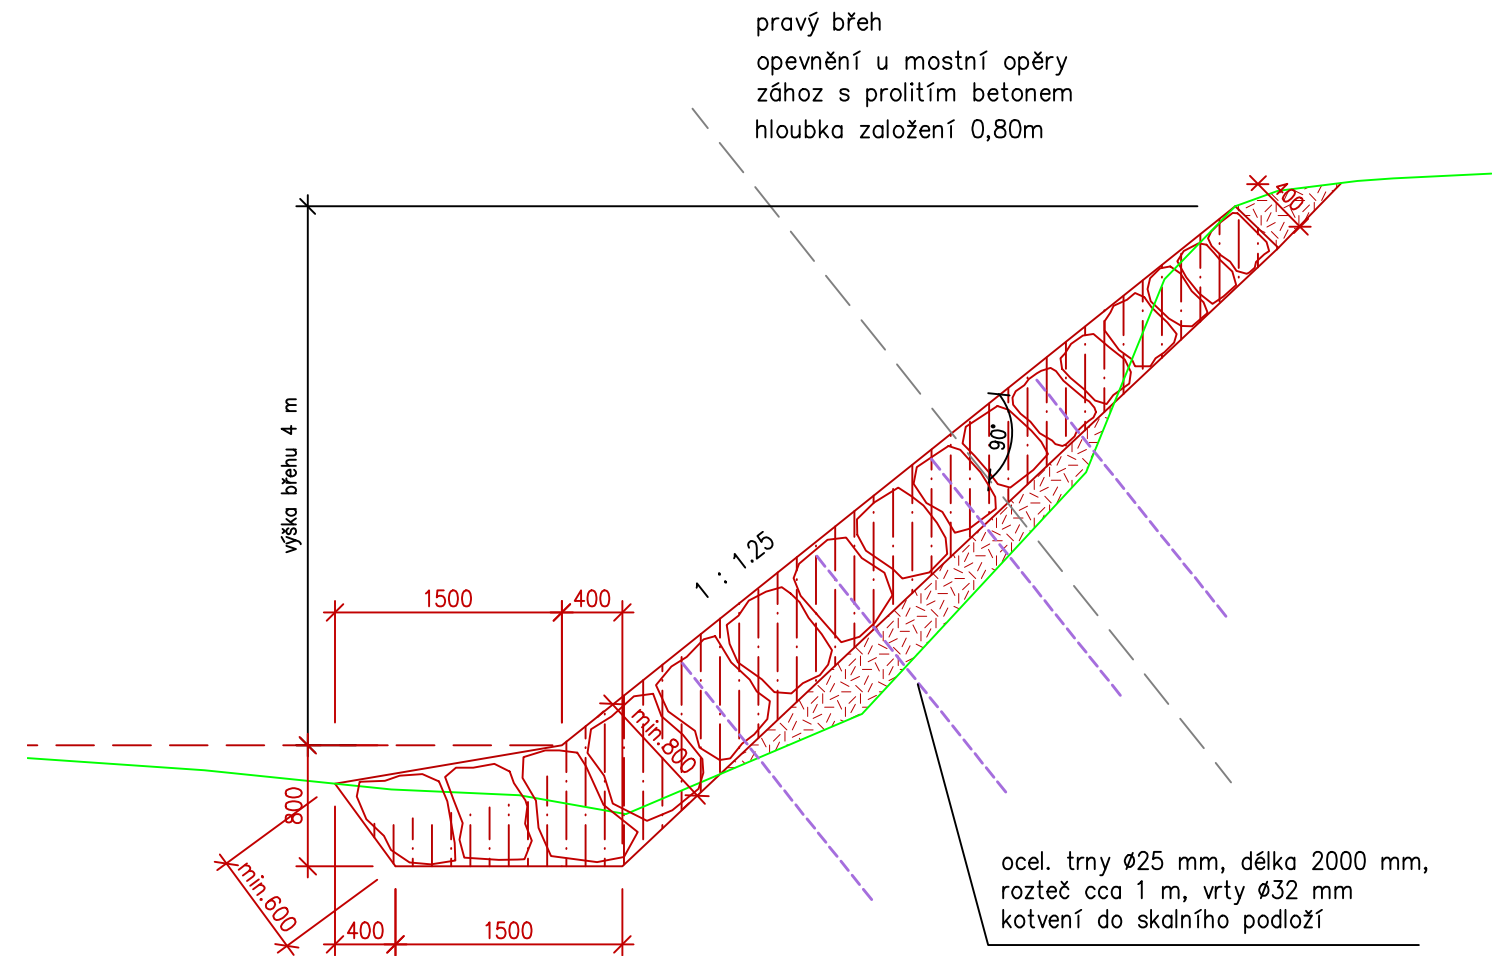 pravý břeh
opevnění u mostní opěry
zához s prolitím betonem
hloubka založení 0,80m
400
výška břehu 4 m
90°
1 : 1.25
1500
400
min.800
800
min.600
400
1500
ocel. trny Ø25 mm, délka 2000 mm,
rozteč cca 1 m, vrty Ø32 mm
kotvení do skalního podloží